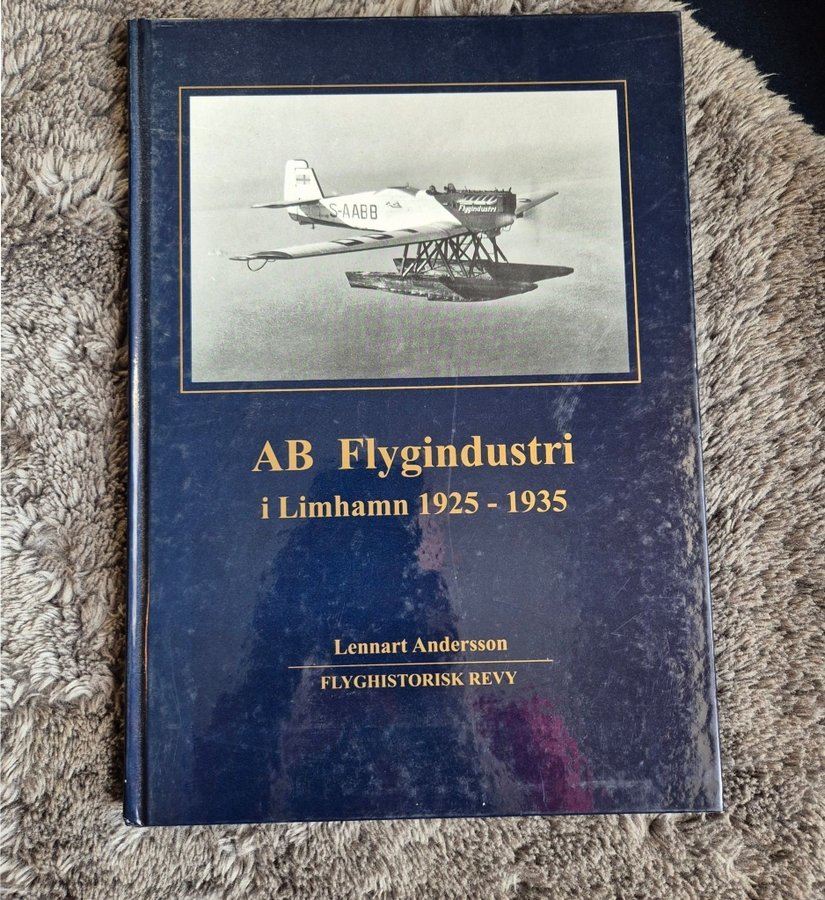 S-AABB
Flygindustri
AB Flygindustri
i Limhamn 1925 - 1935
Lennart Andersson
FLYGHISTORISK REVY